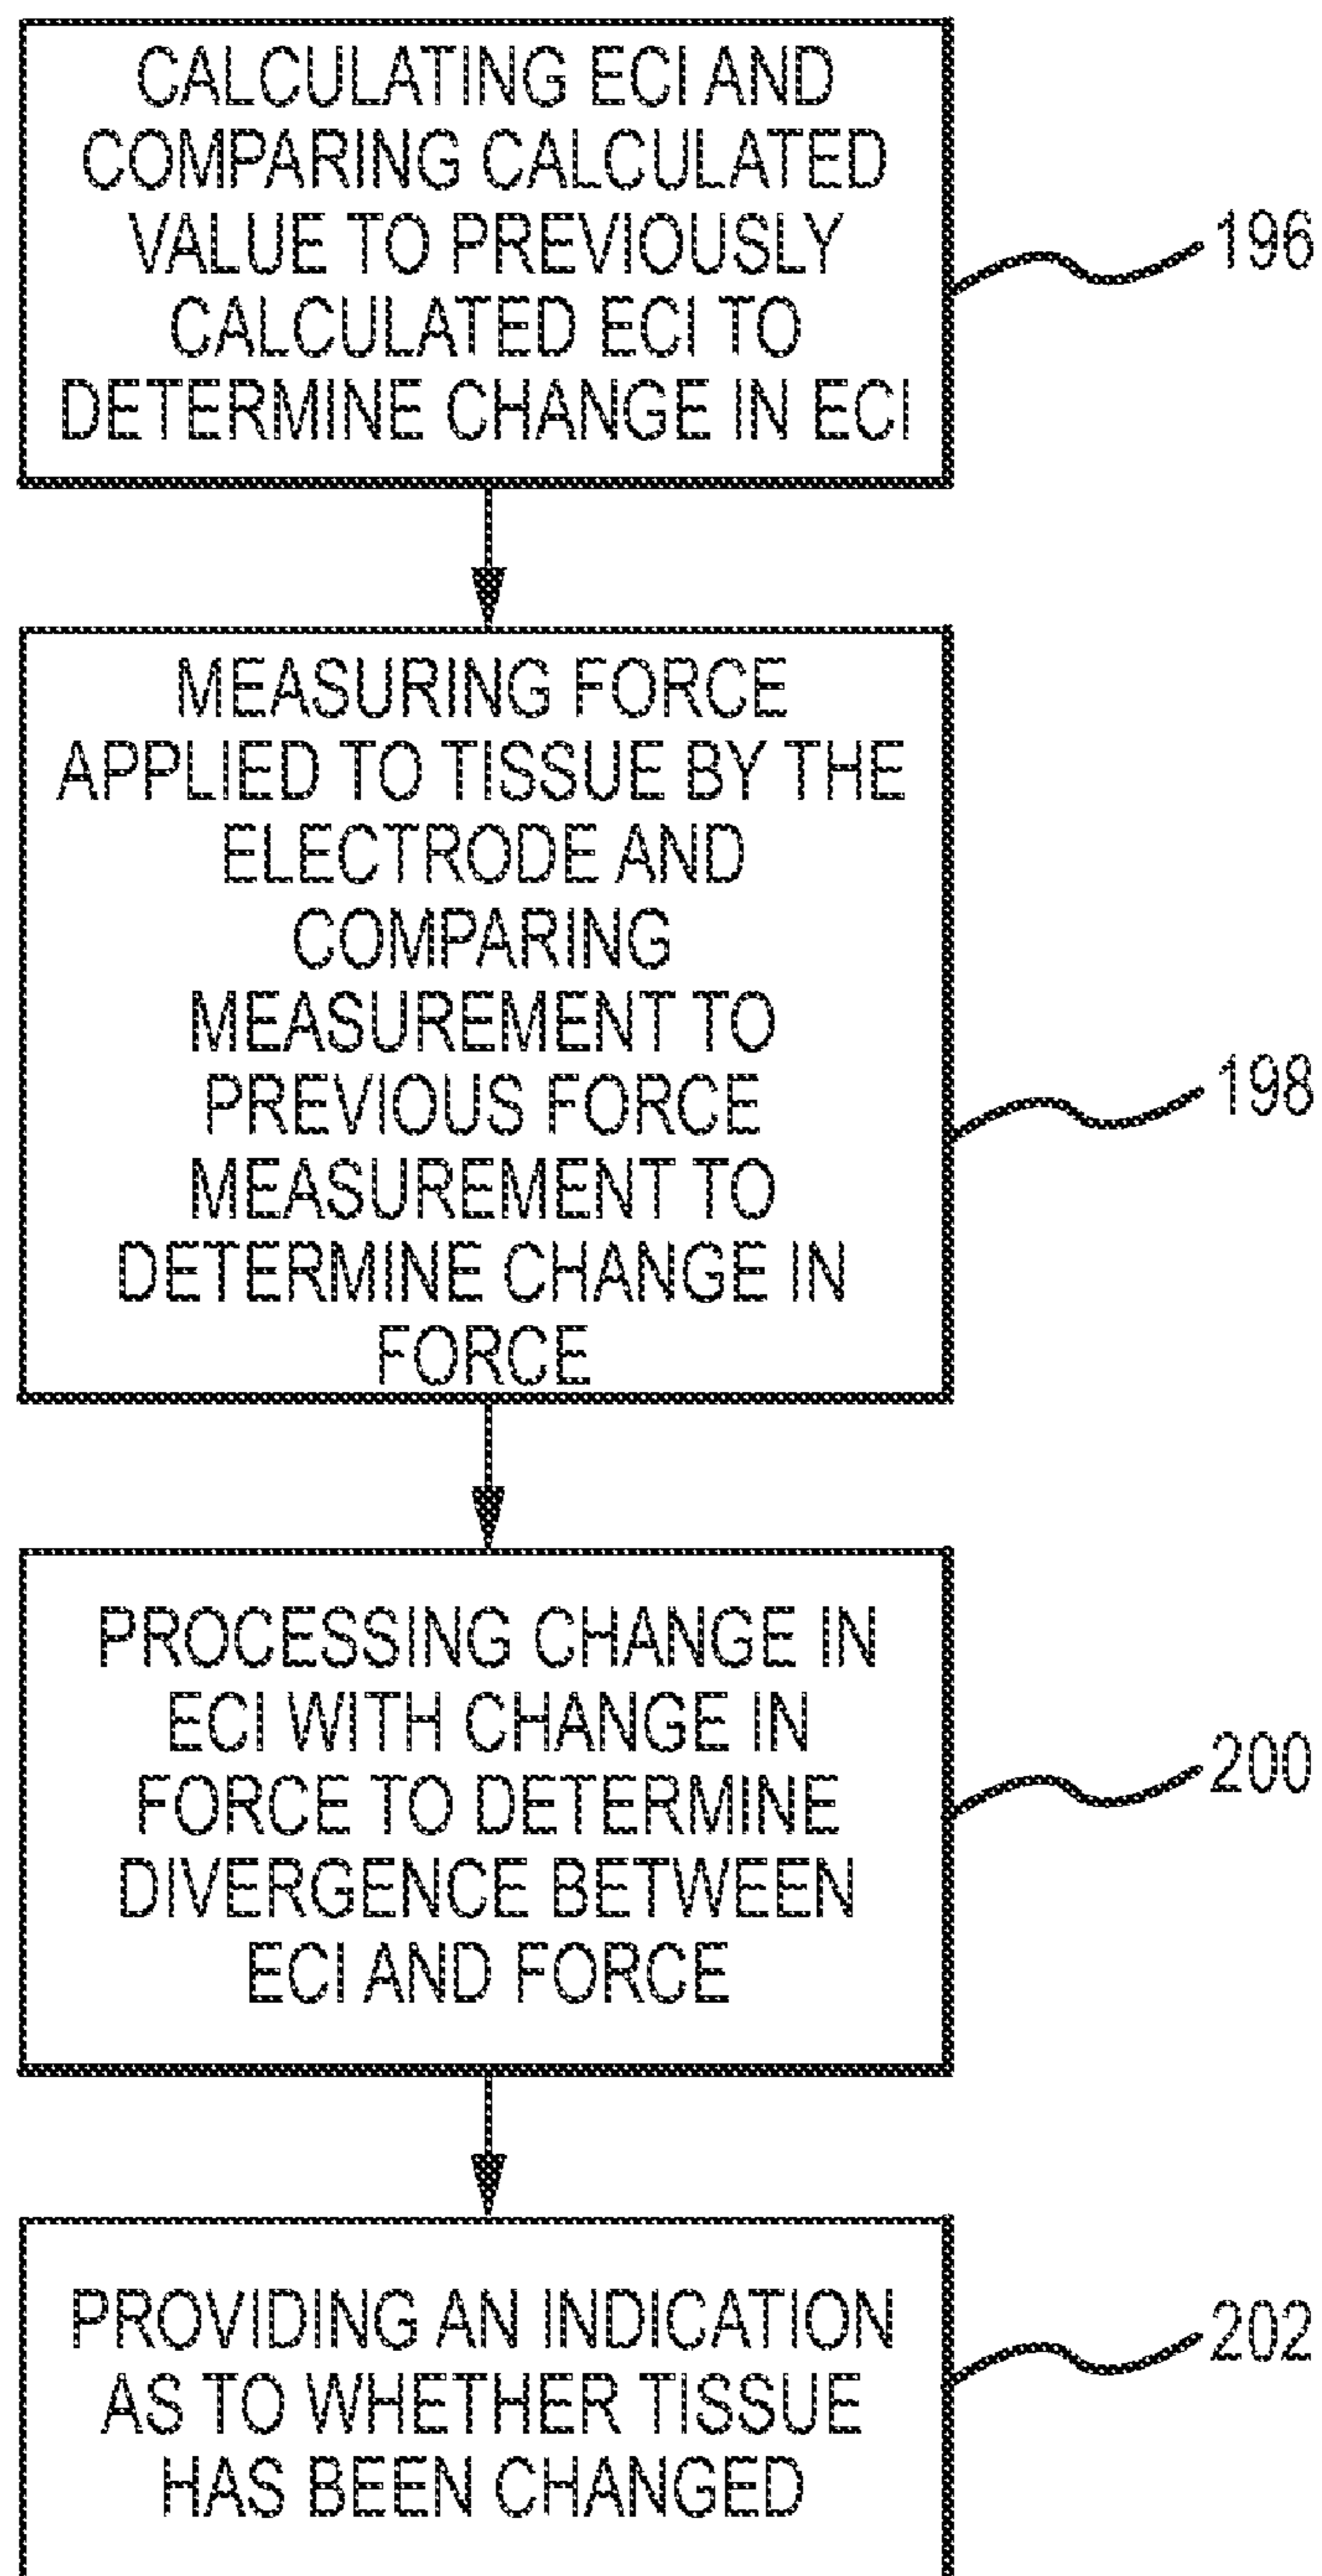 CALCULATING ECI AND
COMPARING CALCULATED
VALUE TO PREVIOUSLY
CALCULATED ECI TO
DETERMINE CHANGE IN ECI
196
MEASURING FORCE
APPLIED TO TISSUE BY THE
ELECTRODE AND
COMPARING
MEASUREMENT TO
PREVIOUS FORCE
MEASUREMENT TO
DETERMINE CHANGE IN
FORCE
198
PROCESSING CHANGE IN
ECI WITH CHANGE IN
FORCE TO DETERMINE
DIVERGENCE BETWEEN
ECI AND FORCE
200
PROVIDING AN INDICATION
AS TO WHETHER TISSUE
HAS BEEN CHANGED
202